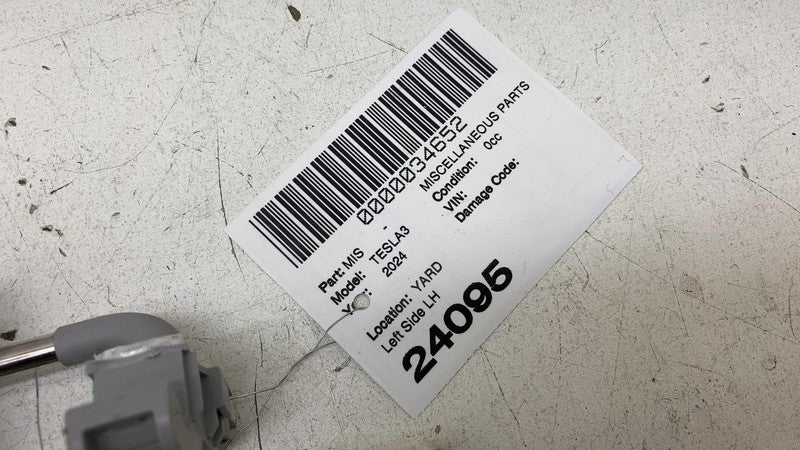 0000034652
Part: MIS - MISCELLANEOUS PARTS
Model: TESLA3 Condition: 0cc
2024 VIN:
Damage Code:
Location: YARD
Left Side LH
24095